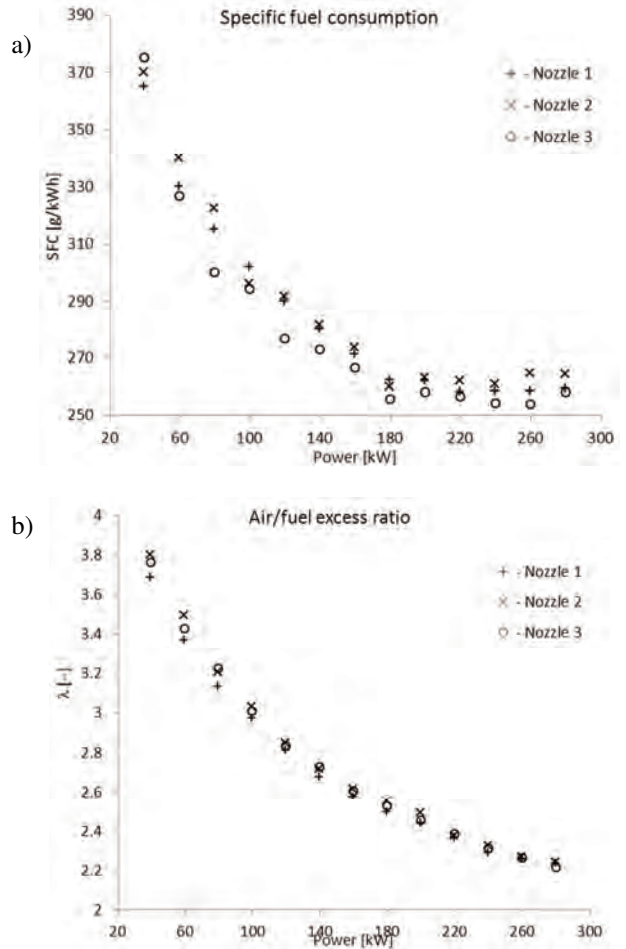 a)
Specific fuel consumption
390
370
350
330
310
290
270
250
SFC [g/kWh]
+ - Nozzle 1
× - Nozzle 2
o - Nozzle 3
20 60 100 140 180 220 260 300
Power [kW]
b)
Air/fuel excess ratio
4
3.8
3.6
3.4
3.2
3
2.8
2.6
2.4
2.2
2
λ [–]
+ - Nozzle 1
× - Nozzle 2
o - Nozzle 3
20 60 100 140 180 220 260 300
Power [kW]